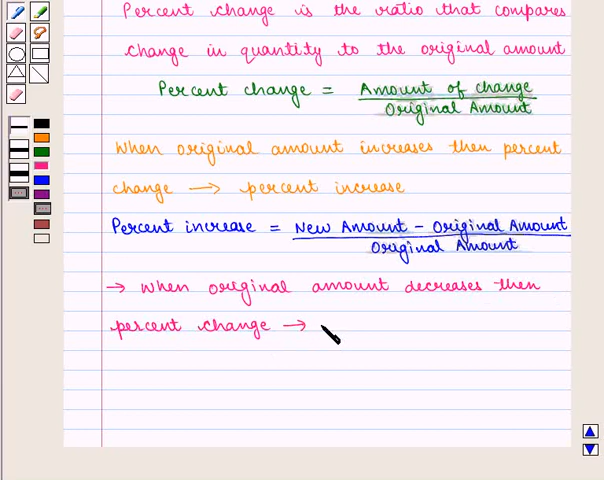 Percent change is the ratio that compares
change in quantity to the original amount
Percent change = Amount of change
Original Amount
When original amount increases then percent
change → percent increase
Percent increase = New Amount - Original Amount
Original Amount
→ When original amount decreases then
percent change →